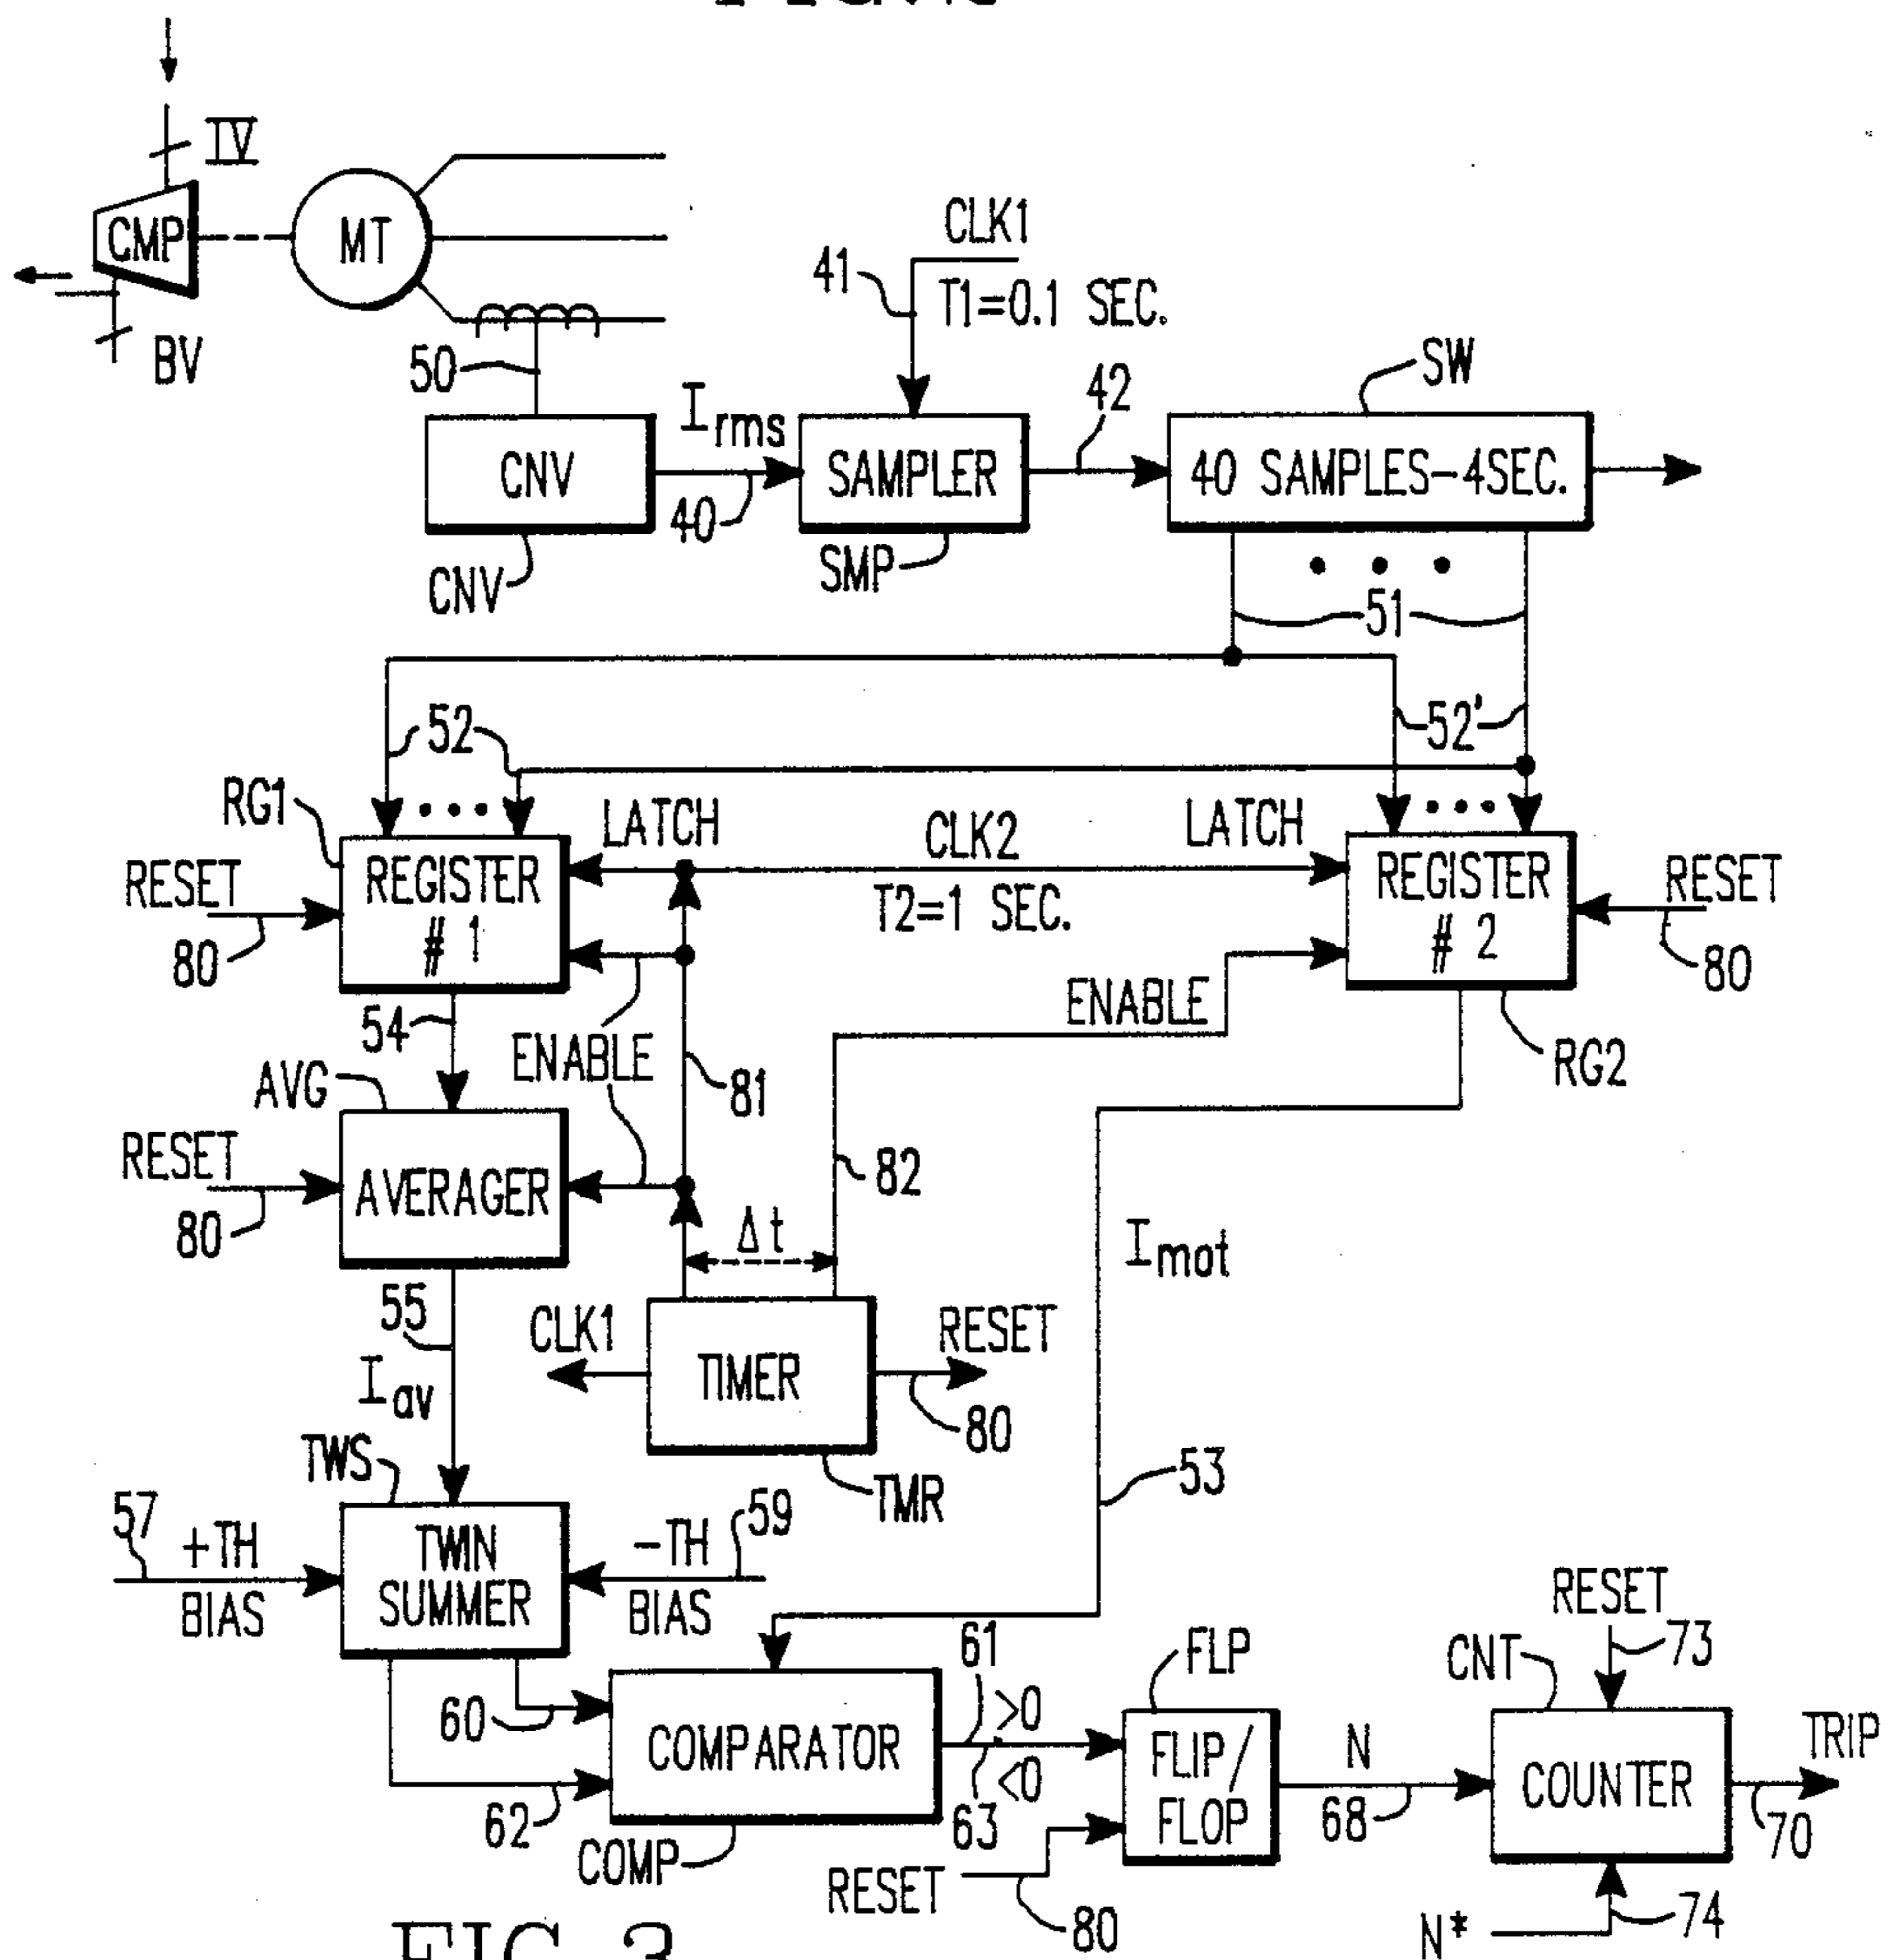 IV
CMP
MT
BV
50
CLK1
41
T1=0.1 SEC.
SW
I rms
42
CNV
SAMPLER
40 SAMPLES-4SEC.
40
CNV
SMP
51
52
52'
RG1
LATCH
CLK2
LATCH
RESET
REGISTER
# 1
T2=1 SEC.
REGISTER
# 2
RESET
80
80
54
ENABLE
ENABLE
RG2
AVG
81
RESET
AVERAGER
82
80
Δt
I mot
55
CLK1
RESET
I av
TIMER
80
TWS
TMR
53
57
+TH
BIAS
TWIN
SUMMER
-TH
BIAS
59
RESET
73
61
FLP
CNT
60
>0
COMPARATOR
FLIP/
FLOP
N
68
COUNTER
TRIP
70
62
63
<0
COMP
RESET
80
N*
74
FIG. 3